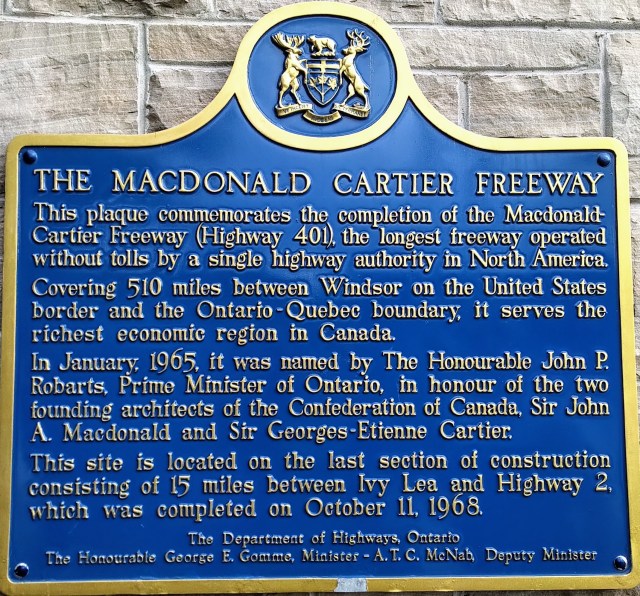 THE MACDONALD CARTIER FREEWAY
This plaque commemorates the completion of the Macdonald-
Cartier Freeway (Highway 401), the longest freeway operated
without tolls by a single highway authority in North America.
Covering 510 miles between Windsor on the United States
border and the Ontario-Quebec boundary, it serves the
richest economic region in Canada.
In January, 1965, it was named by The Honourable John P.
Robarts, Prime Minister of Ontario, in honour of the two
founding architects of the Confederation of Canada, Sir John
A. Macdonald and Sir Georges-Etienne Cartier.
This site is located on the last section of construction
consisting of 15 miles between Ivy Lea and Highway 2,
which was completed on October 11, 1968.
The Department of Highways, Ontario
The Honourable George E. Gomme, Minister - A.T.C. McNab, Deputy Minister